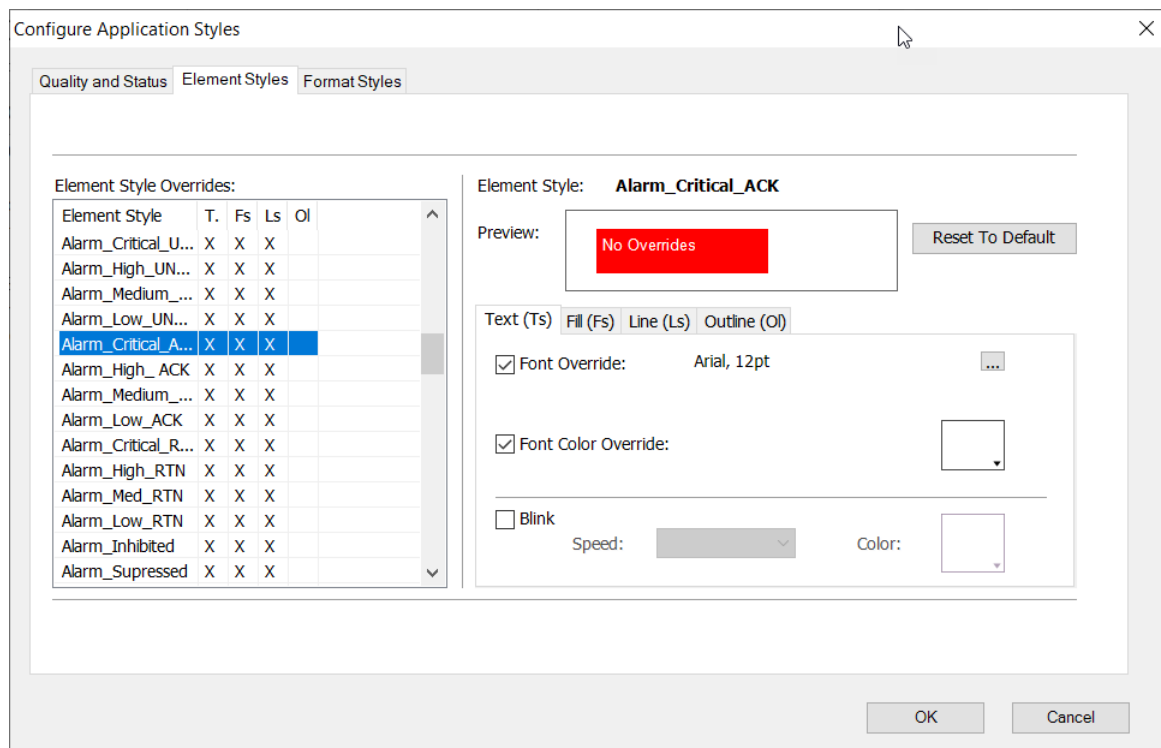 Configure Application Styles
Quality and Status Element Styles Format Styles
Element Style Overrides:
Element Style T. Fs Ls Ol
Alarm_Critical_U... X X X
Alarm_High_UN... X X X
Alarm_Medium_... X X X
Alarm_Low_UN... X X X
Alarm_Critical_A... X X X
Alarm_High_ ACK X X X
Alarm_Medium_... X X X
Alarm_Low_ACK X X X
Alarm_Critical_R... X X X
Alarm_High_RTN X X X
Alarm_Med_RTN X X X
Alarm_Low_RTN X X X
Alarm_Inhibited X X X
Alarm_Supressed X X X
Element Style: Alarm_Critical_ACK
Preview:
No Overrides
Reset To Default
Text (Ts) Fill (Fs) Line (Ls) Outline (Ol)
Font Override: Arial, 12pt ...
Font Color Override:
Blink
Speed: Color:
OK Cancel